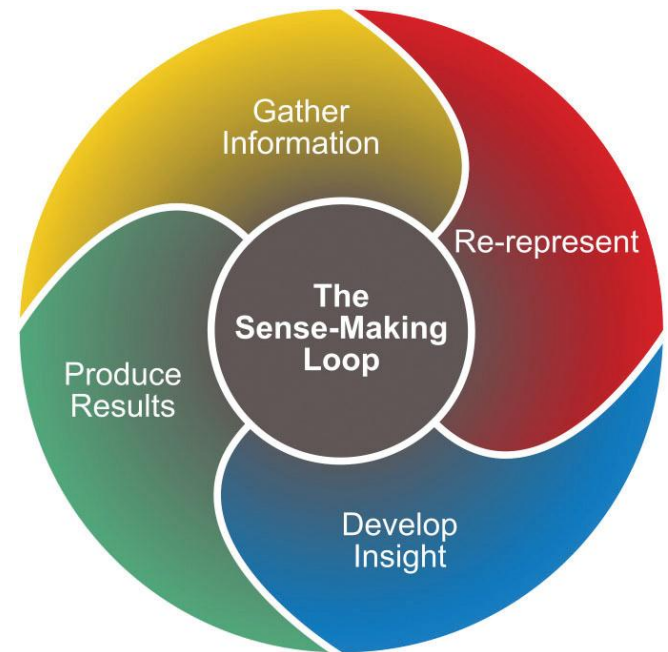 Gather
Information
Re-represent
The
Sense-Making
Loop
Produce
Results
Develop
Insight